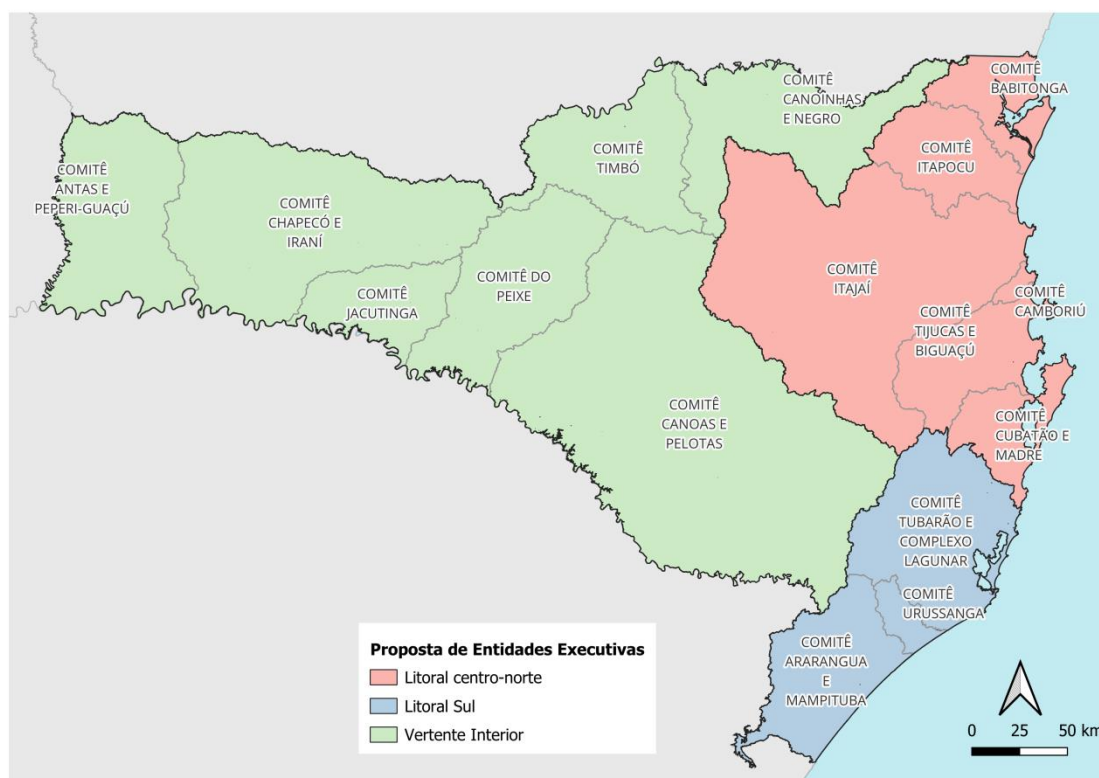 COMITÊ
BABITONGA
COMITÊ
CANOINHAS
E NEGRO
COMITÊ
ITAPOCU
COMITÊ
TIMBÓ
COMITÊ
ANTAS E
PEPERI-GUAÇÚ
COMITÊ
CHAPECÓ E
IRANÍ
COMITÊ DO
PEIXE
COMITÊ
JACUTINGA
COMITÊ
ITAJAÍ
COMITÊ
CAMBORIÚ
COMITÊ
TIJUCAS E
BIGUAÇÚ
COMITÊ
CANOAS E
PELOTAS
COMITÊ
CUBATÃO E
MADRE
COMITÊ
TUBARÃO E
COMPLEXO
LAGUNAR
COMITÊ
URUSSANGA
COMITÊ
ARARANGUA
E
MAMPITUBA
Proposta de Entidades Executivas
Litoral centro-norte
Litoral Sul
Vertente Interior
0 25 50 km